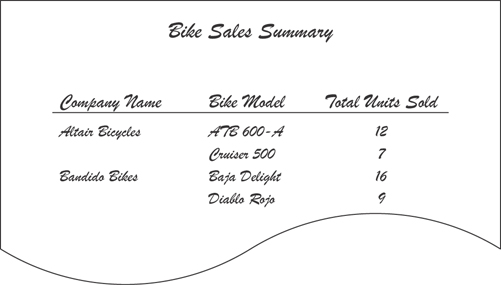 Bike Sales Summary
Company Name Bike Model Total Units Sold
Altair Bicycles ATB 600-A 12
Cruiser 500 7
Bandido Bikes Baja Delight 16
Diablo Rojo 9